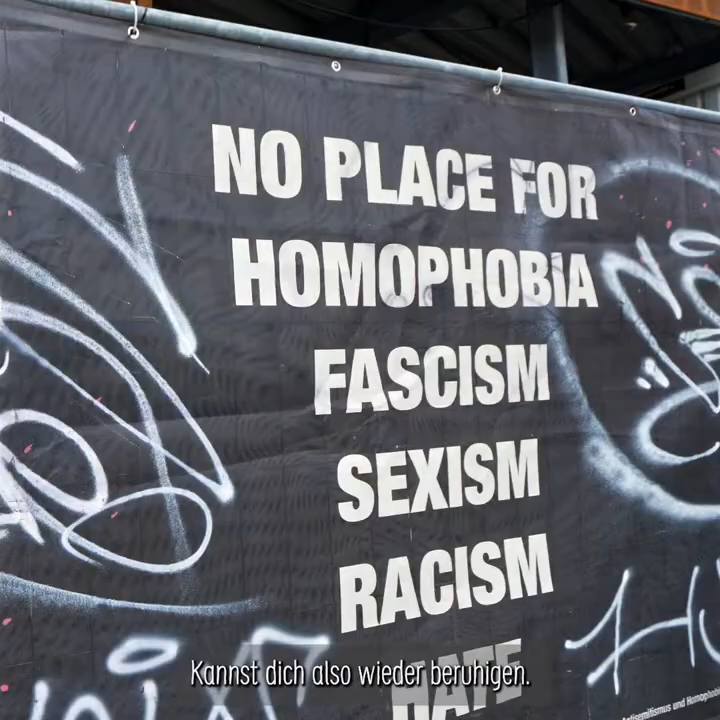 NO PLACE FOR
HOMOPHOBIA
FASCISM
SEXISM
RACISM
HATE
Kannst dich also wieder beruhigen.